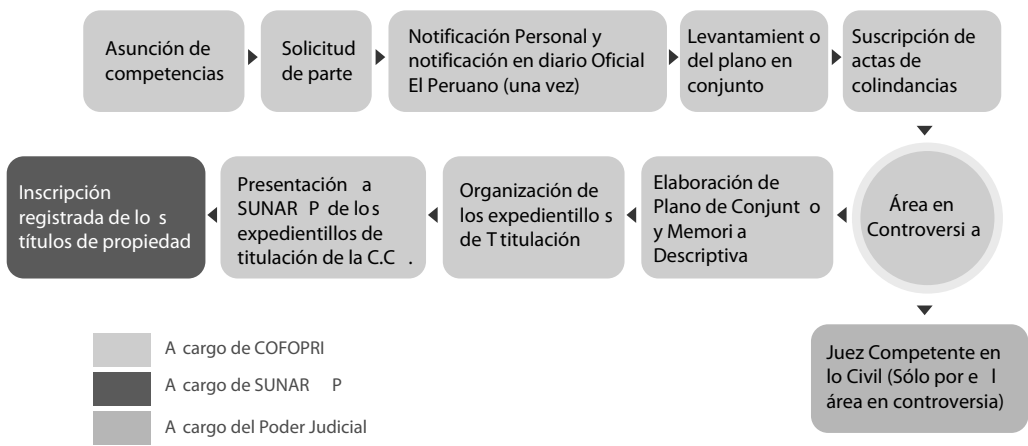 Asunción de
competencias
Solicitud
de parte
Notificación Personal y
notificación en diario Oficial
El Peruano (una vez)
Levantamient o
del plano en
conjunto
Suscripción de
actas de
colindancias
Área en
Controversi a
Elaboración de
Plano de Conjunt o
y Memori a
Descriptiva
Organización de
los expedientillo s
de T titulación
Presentación a
SUNAR P de los
expedientillos de
titulación de la C.C .
Inscripción
registrada de lo s
títulos de propiedad
Juez Competente en
lo Civil (Sólo por e l
área en controversia)
A cargo de COFOPRI
A cargo de SUNAR P
A cargo del Poder Judicial